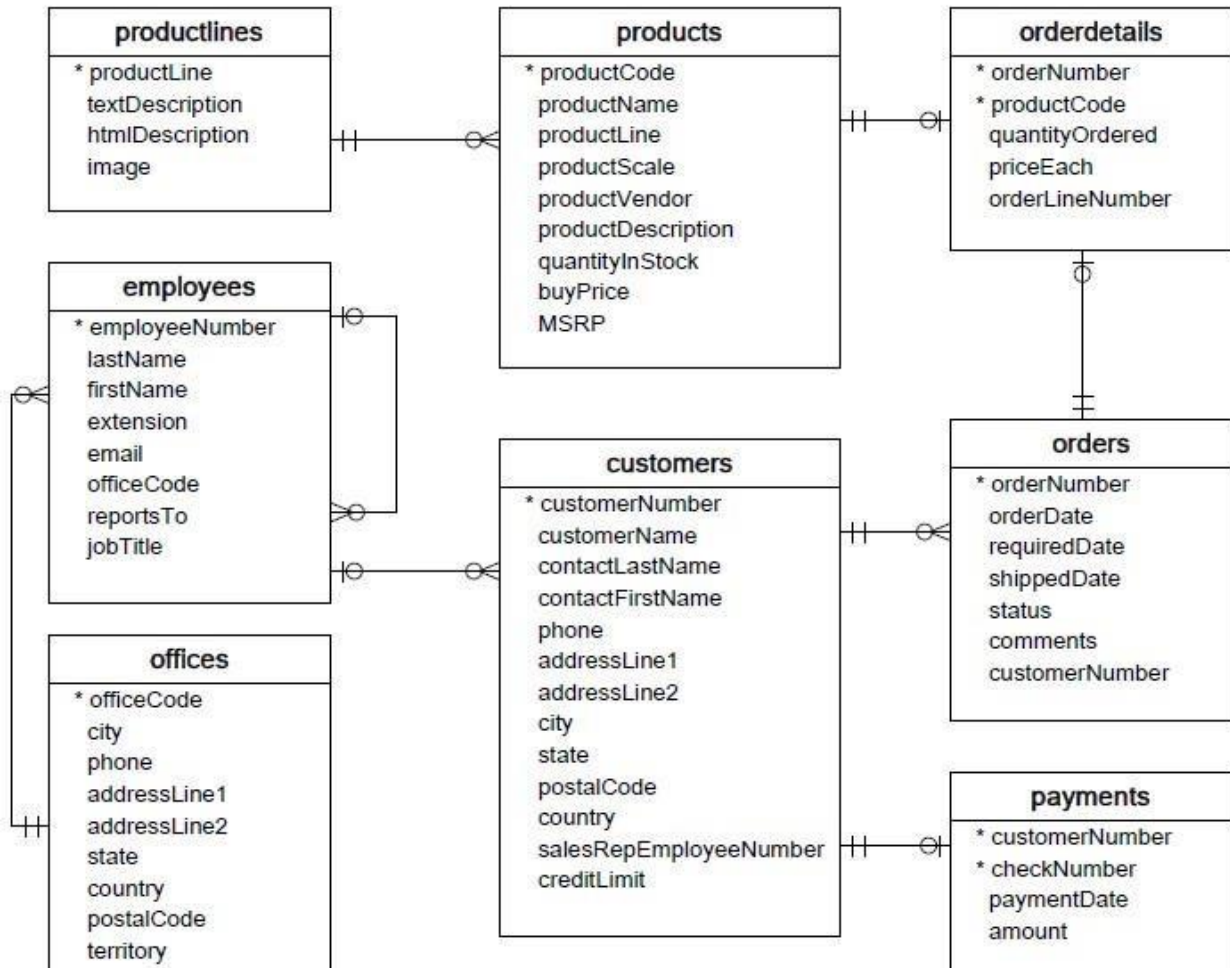 productlines
* productLine
textDescription
htmlDescription
image
products
* productCode
productName
productLine
productScale
productVendor
productDescription
quantityInStock
buyPrice
MSRP
orderdetails
* orderNumber
* productCode
quantityOrdered
priceEach
orderLineNumber
employees
* employeeNumber
lastName
firstName
extension
email
officeCode
reportsTo
jobTitle
customers
* customerNumber
customerName
contactLastName
contactFirstName
phone
addressLine1
addressLine2
city
state
postalCode
country
salesRepEmployeeNumber
creditLimit
orders
* orderNumber
orderDate
requiredDate
shippedDate
status
comments
customerNumber
offices
* officeCode
city
phone
addressLine1
addressLine2
state
country
postalCode
territory
payments
* customerNumber
* checkNumber
paymentDate
amount